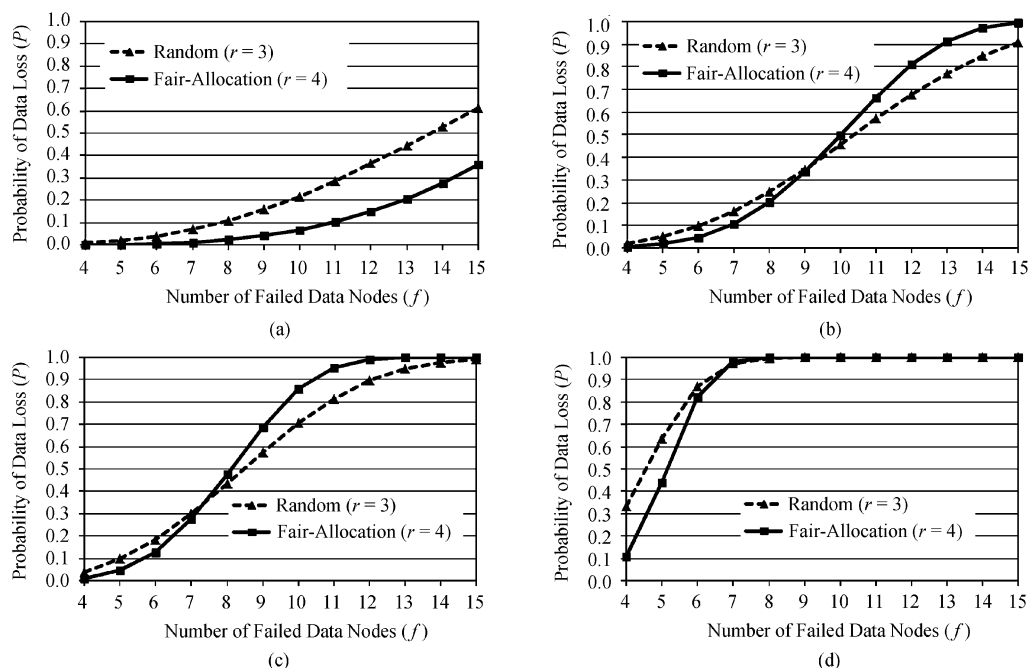 Probability of Data Loss (P)
1.0
0.9
0.8
0.7
0.6
0.5
0.4
0.3
0.2
0.1
0.0
Random (r = 3)
Fair-Allocation (r = 4)
4 5 6 7 8 9 10 11 12 13 14 15
Number of Failed Data Nodes (f)
(a)
Probability of Data Loss (P)
1.0
0.9
0.8
0.7
0.6
0.5
0.4
0.3
0.2
0.1
0.0
Random (r = 3)
Fair-Allocation (r = 4)
4 5 6 7 8 9 10 11 12 13 14 15
Number of Failed Data Nodes (f)
(b)
Probability of Data Loss (P)
1.0
0.9
0.8
0.7
0.6
0.5
0.4
0.3
0.2
0.1
0.0
Random (r = 3)
Fair-Allocation (r = 4)
4 5 6 7 8 9 10 11 12 13 14 15
Number of Failed Data Nodes (f)
(c)
Probability of Data Loss (P)
1.0
0.9
0.8
0.7
0.6
0.5
0.4
0.3
0.2
0.1
0.0
Random (r = 3)
Fair-Allocation (r = 4)
4 5 6 7 8 9 10 11 12 13 14 15
Number of Failed Data Nodes (f)
(d)